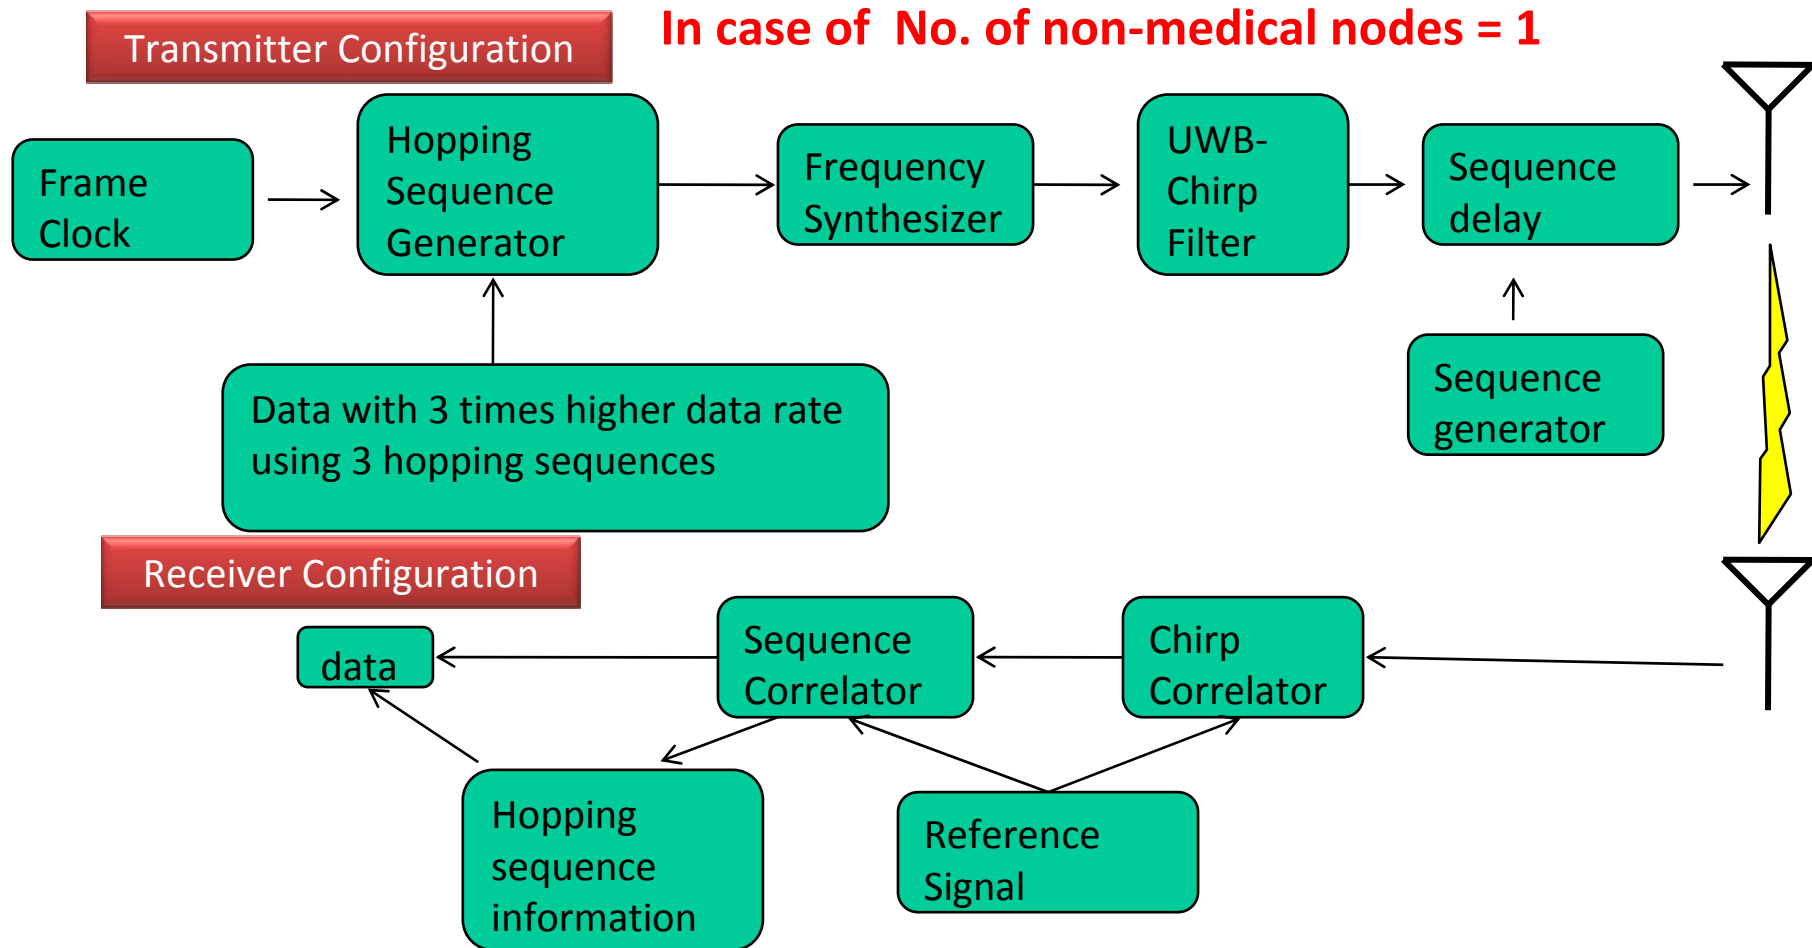 In case of  No. of non-medical nodes = 1
Transmitter Configuration
Frame
Clock
Hopping
Sequence
Generator
Frequency
Synthesizer
UWB-
Chirp
Filter
Sequence
delay
Sequence
generator
Data with 3 times higher data rate
using 3 hopping sequences
Receiver Configuration
data
Sequence
Correlator
Chirp
Correlator
Hopping
sequence
information
Reference
Signal